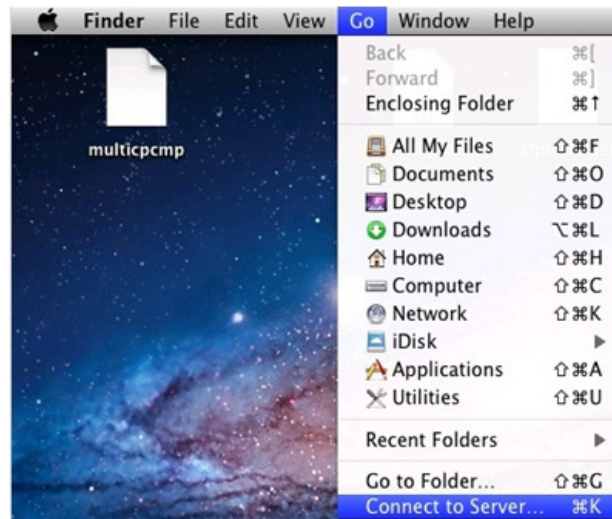 Finder File Edit View Go Window Help
multicpcmp
Back ⌘[
Forward ⌘]
Enclosing Folder ⌘↑
All My Files ⇧⌘F
Documents ⇧⌘O
Desktop ⇧⌘D
Downloads ⌥⌘L
Home ⇧⌘H
Computer ⇧⌘C
Network ⇧⌘K
iDisk
Applications ⇧⌘A
Utilities ⇧⌘U
Recent Folders
Go to Folder... ⇧⌘G
Connect to Server... ⌘K